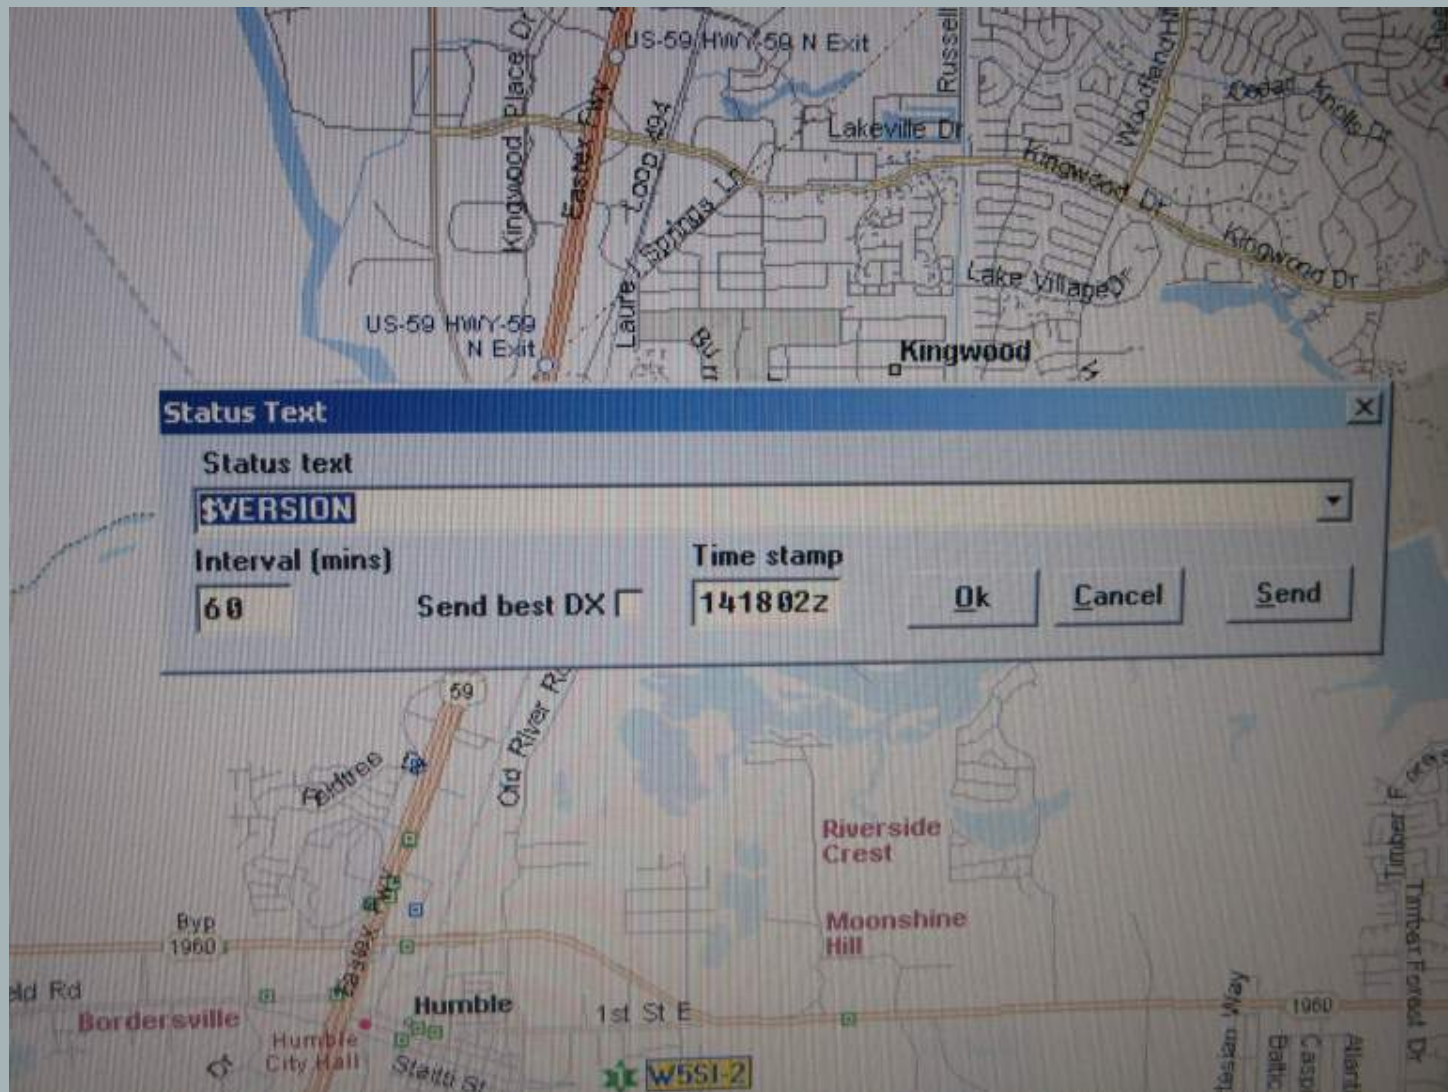 US-59 HWY-59 N Exit
Kingwood Place Dr
Eastex Fwy
Loop 494
Russell
Woodland Hil
Cedar Knolls Dr
Lakeville Dr
Kingwood Dr
Kingwood Dr
Laurel Springs Ln
Lake Village Dr
US-59 HWY-59
N Exit
Kingwood
Status Text
Status text
$VERSION
Interval (mins)
60
Send best DX
Time stamp
141802z
Ok
Cancel
Send
59
Old River Rd
Riverside
Crest
Moonshine
Hill
Byp
1960
Eastex Fwy
Timber Forest Dr
Bordersville
Humble
Humble
City Hall
1st St E
1960
W5SI-2